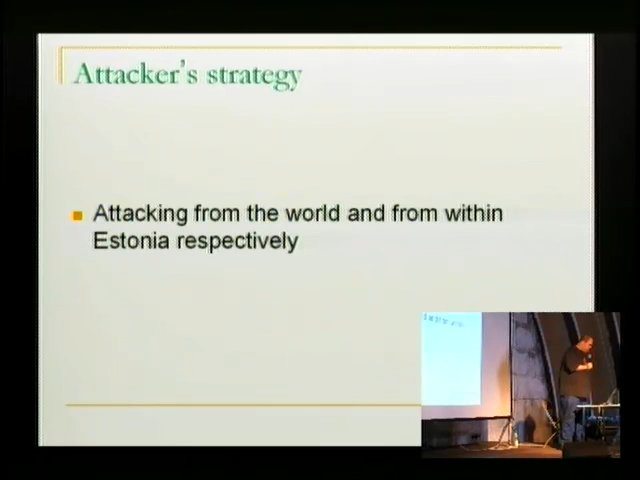 Attacker's strategy
Attacking from the world and from within
Estonia respectively